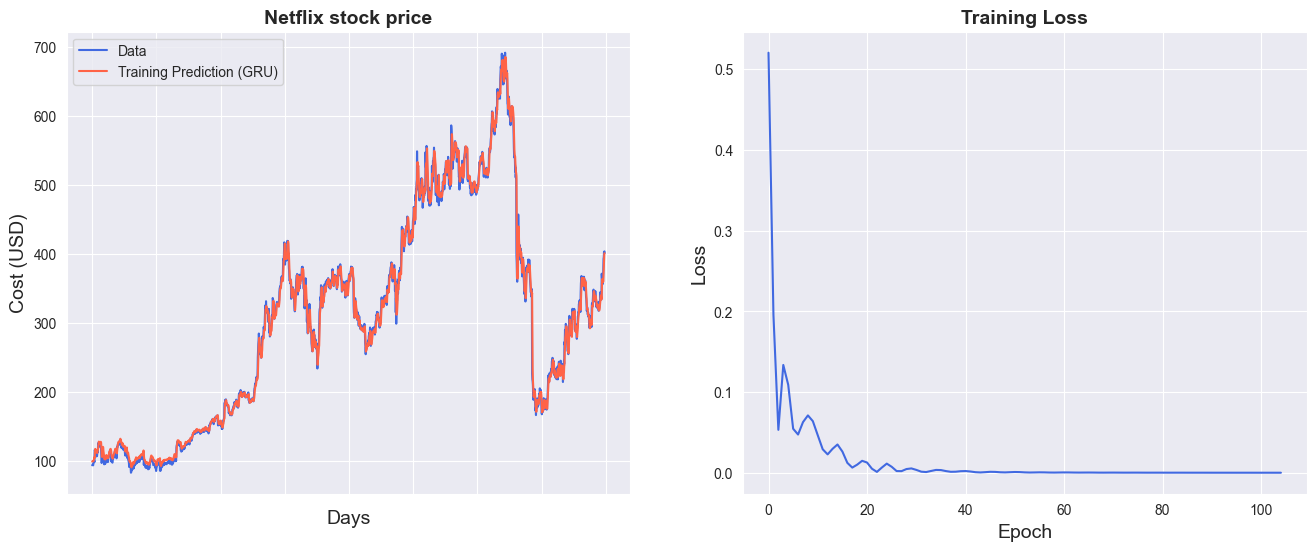 Netflix stock price
Data
Training Prediction (GRU)
700
600
500
400
300
200
100
Cost (USD)
Days
Training Loss
0.5
0.4
0.3
0.2
0.1
0.0
Loss
0 20 40 60 80 100
Epoch